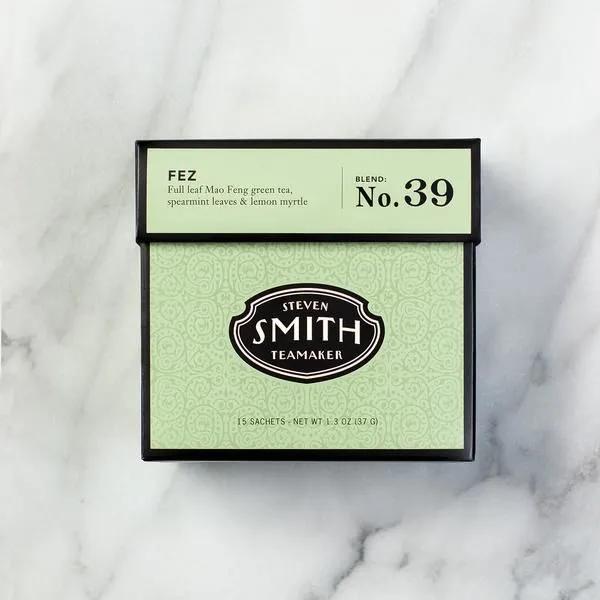 FEZ
Full leaf Mao Feng green tea,
spearmint leaves & lemon myrtle
BLEND:
No. 39
STEVEN
SMITH
TEAMAKER
15 SACHETS - NET WT 1.3 OZ (37 G)